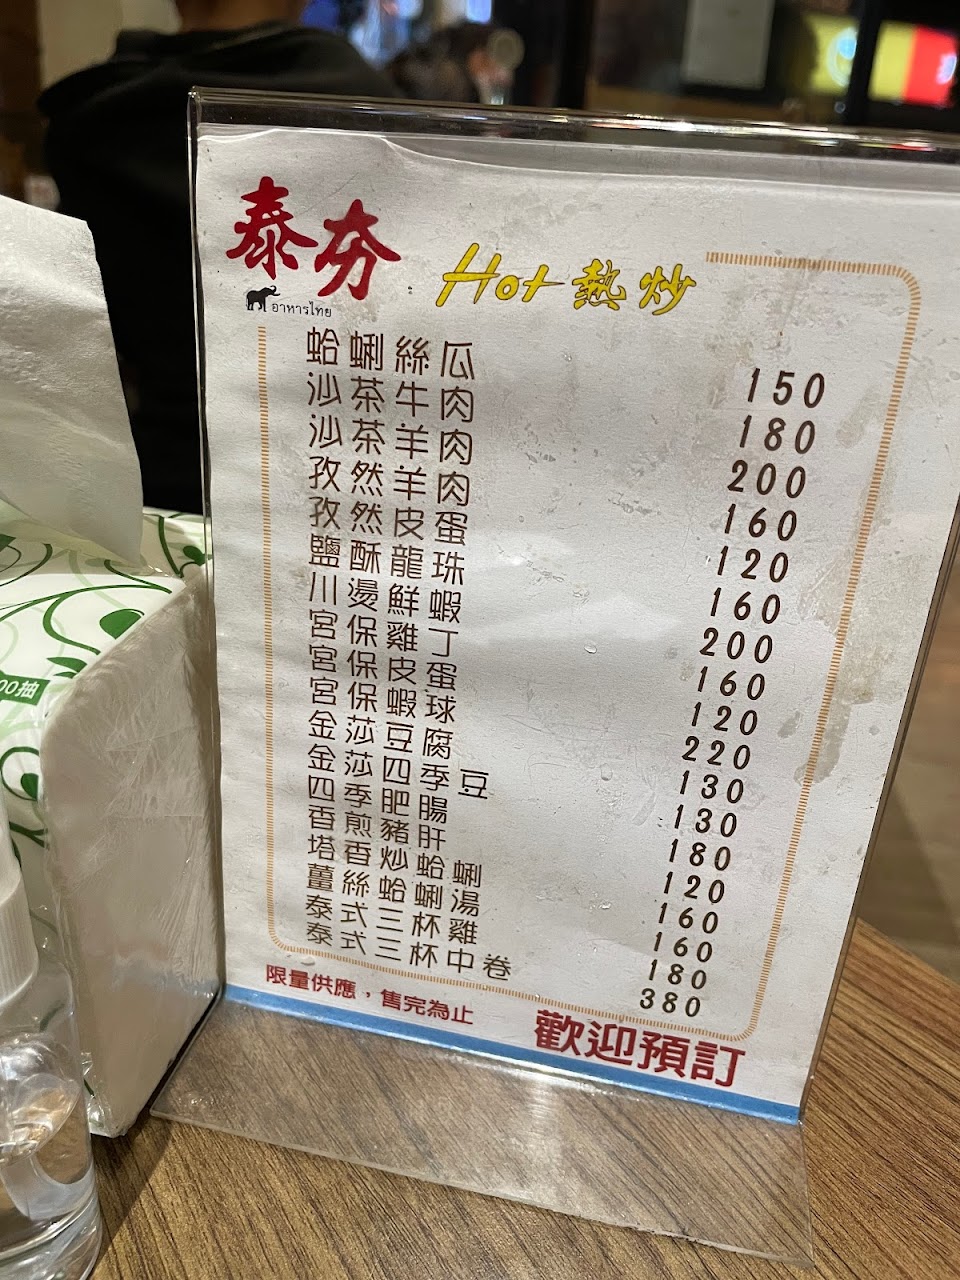 泰夯
อาหารไทย
Hot 熱炒
蛤蜊絲瓜 150
沙茶牛肉 180
沙茶羊肉 200
孜然羊肉 160
孜然皮蛋 120
鹽酥龍珠 160
川燙鮮蝦 200
宮保雞丁 160
宮保皮蛋 120
宮保蝦球 220
金莎豆腐 130
金莎四季豆 130
四季肥腸 180
香煎豬肝 120
塔香炒蛤蜊 160
薑絲蛤蜊湯 160
泰式三杯雞 180
泰式三杯中卷 380
限量供應，售完為止
歡迎預訂
00抽